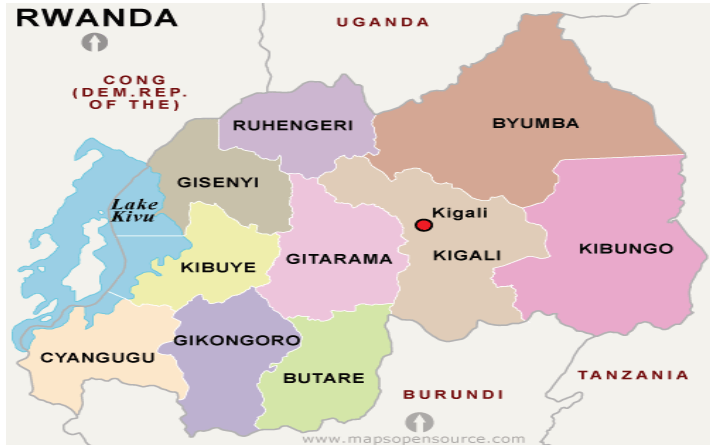 RWANDA
UGANDA
CONG
(DEM.REP.
OF THE)
RUHENGERI
BYUMBA
GISENYI
Lake
Kivu
Kigali
KIGALI
KIBUNGO
KIBUYE
GITARAMA
GIKONGORO
CYANGUGU
BUTARE
TANZANIA
BURUNDI
www.mapsopensource.com